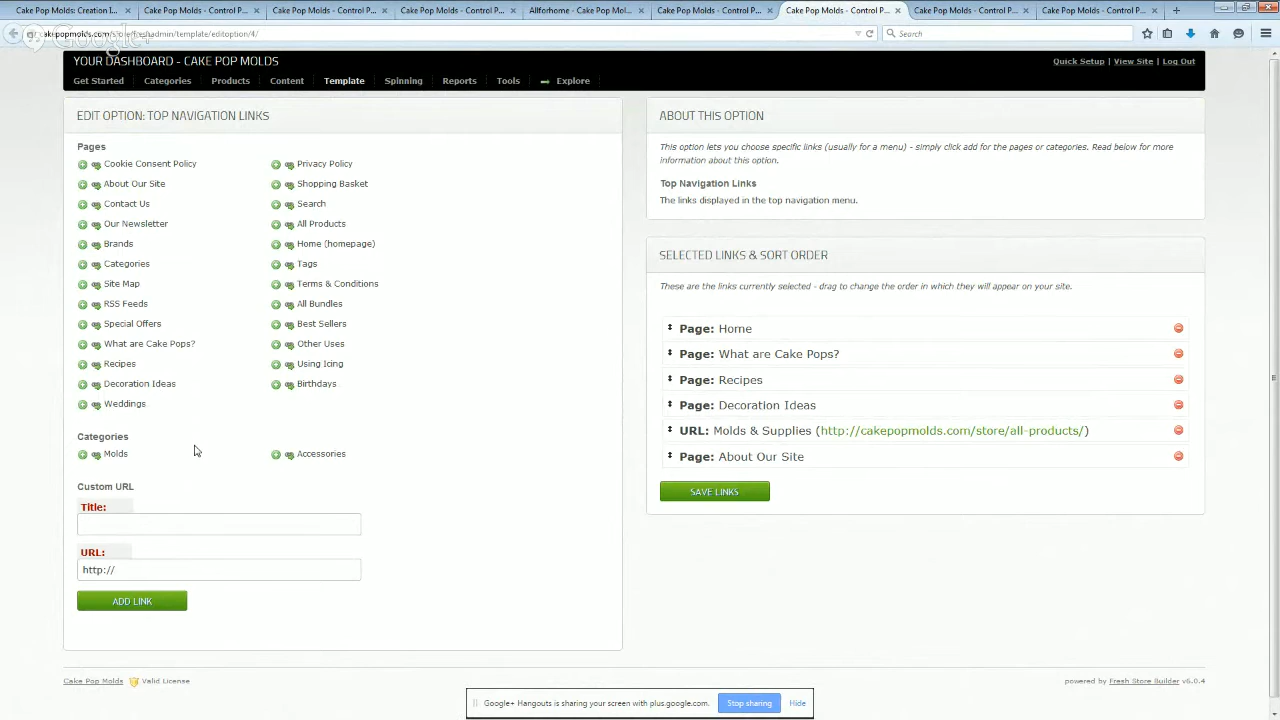 Cake Pop Molds: Creation I...
Cake Pop Molds - Control P...
Cake Pop Molds - Control P...
Cake Pop Molds - Control P...
Allforhome - Cake Pop Mol...
Cake Pop Molds - Control P...
Cake Pop Molds - Control P...
Cake Pop Molds - Control P...
Cake Pop Molds - Control P...
Google+
cakepopmolds.com/store/freshadmin/template/editoption/4/
Search
YOUR DASHBOARD - CAKE POP MOLDS
Quick Setup | View Site | Log Out
Get Started Categories Products Content Template Spinning Reports Tools Explore
EDIT OPTION: TOP NAVIGATION LINKS
Pages
Cookie Consent Policy Privacy Policy
About Our Site Shopping Basket
Contact Us Search
Our Newsletter All Products
Brands Home (homepage)
Categories Tags
Site Map Terms & Conditions
RSS Feeds All Bundles
Special Offers Best Sellers
What are Cake Pops? Other Uses
Recipes Using Icing
Decoration Ideas Birthdays
Weddings
Categories
Molds Accessories
Custom URL
Title:
URL:
http://
ADD LINK
ABOUT THIS OPTION
This option lets you choose specific links (usually for a menu) - simply click add for the pages or categories. Read below for more
information about this option.
Top Navigation Links
The links displayed in the top navigation menu.
SELECTED LINKS & SORT ORDER
These are the links currently selected - drag to change the order in which they will appear on your site.
Page: Home
Page: What are Cake Pops?
Page: Recipes
Page: Decoration Ideas
URL: Molds & Supplies (http://cakepopmolds.com/store/all-products/)
Page: About Our Site
SAVE LINKS
Cake Pop Molds Valid License
powered by Fresh Store Builder v6.0.4
Google+ Hangouts is sharing your screen with plus.google.com. Stop sharing Hide